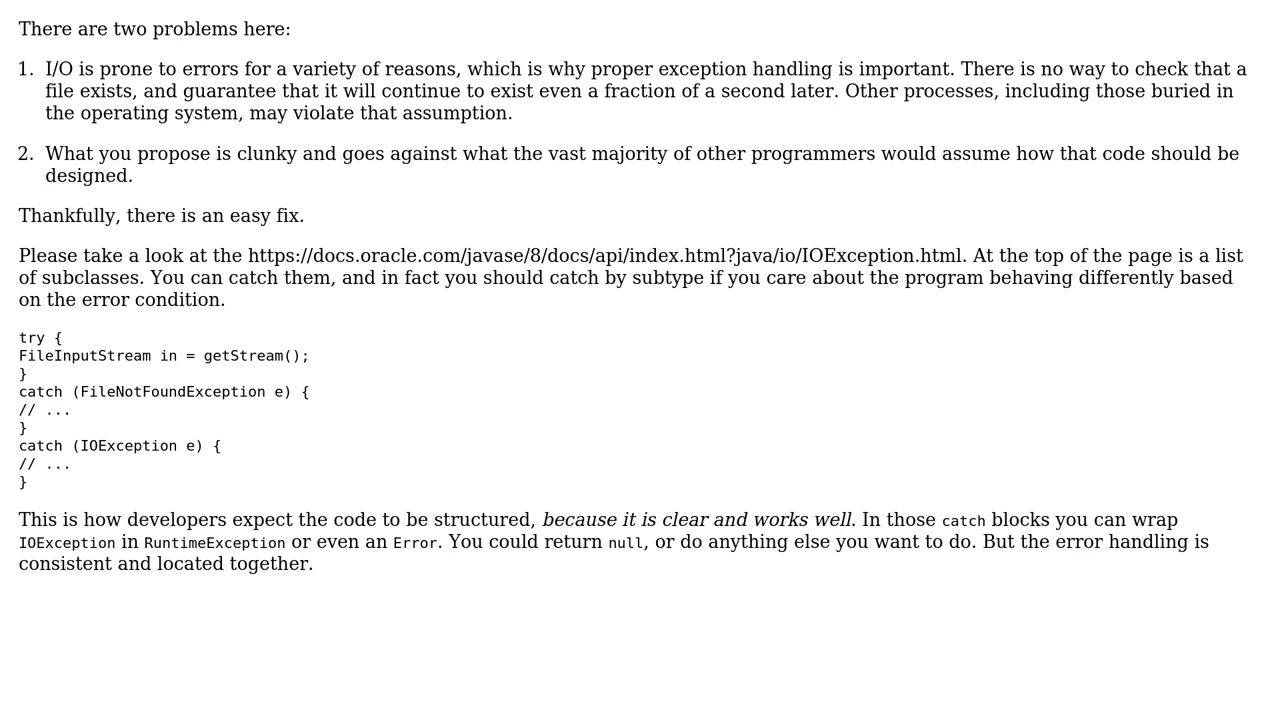 There are two problems here:
1. I/O is prone to errors for a variety of reasons, which is why proper exception handling is important. There is no way to check that a
file exists, and guarantee that it will continue to exist even a fraction of a second later. Other processes, including those buried in
the operating system, may violate that assumption.
2. What you propose is clunky and goes against what the vast majority of other programmers would assume how that code should be
designed.
Thankfully, there is an easy fix.
Please take a look at the https://docs.oracle.com/javase/8/docs/api/index.html?java/io/IOException.html. At the top of the page is a list
of subclasses. You can catch them, and in fact you should catch by subtype if you care about the program behaving differently based
on the error condition.
try {
FileInputStream in = getStream();
}
catch (FileNotFoundException e) {
// ...
}
catch (IOException e) {
// ...
}
This is how developers expect the code to be structured, because it is clear and works well. In those catch blocks you can wrap
IOException in RuntimeException or even an Error. You could return null, or do anything else you want to do. But the error handling is
consistent and located together.